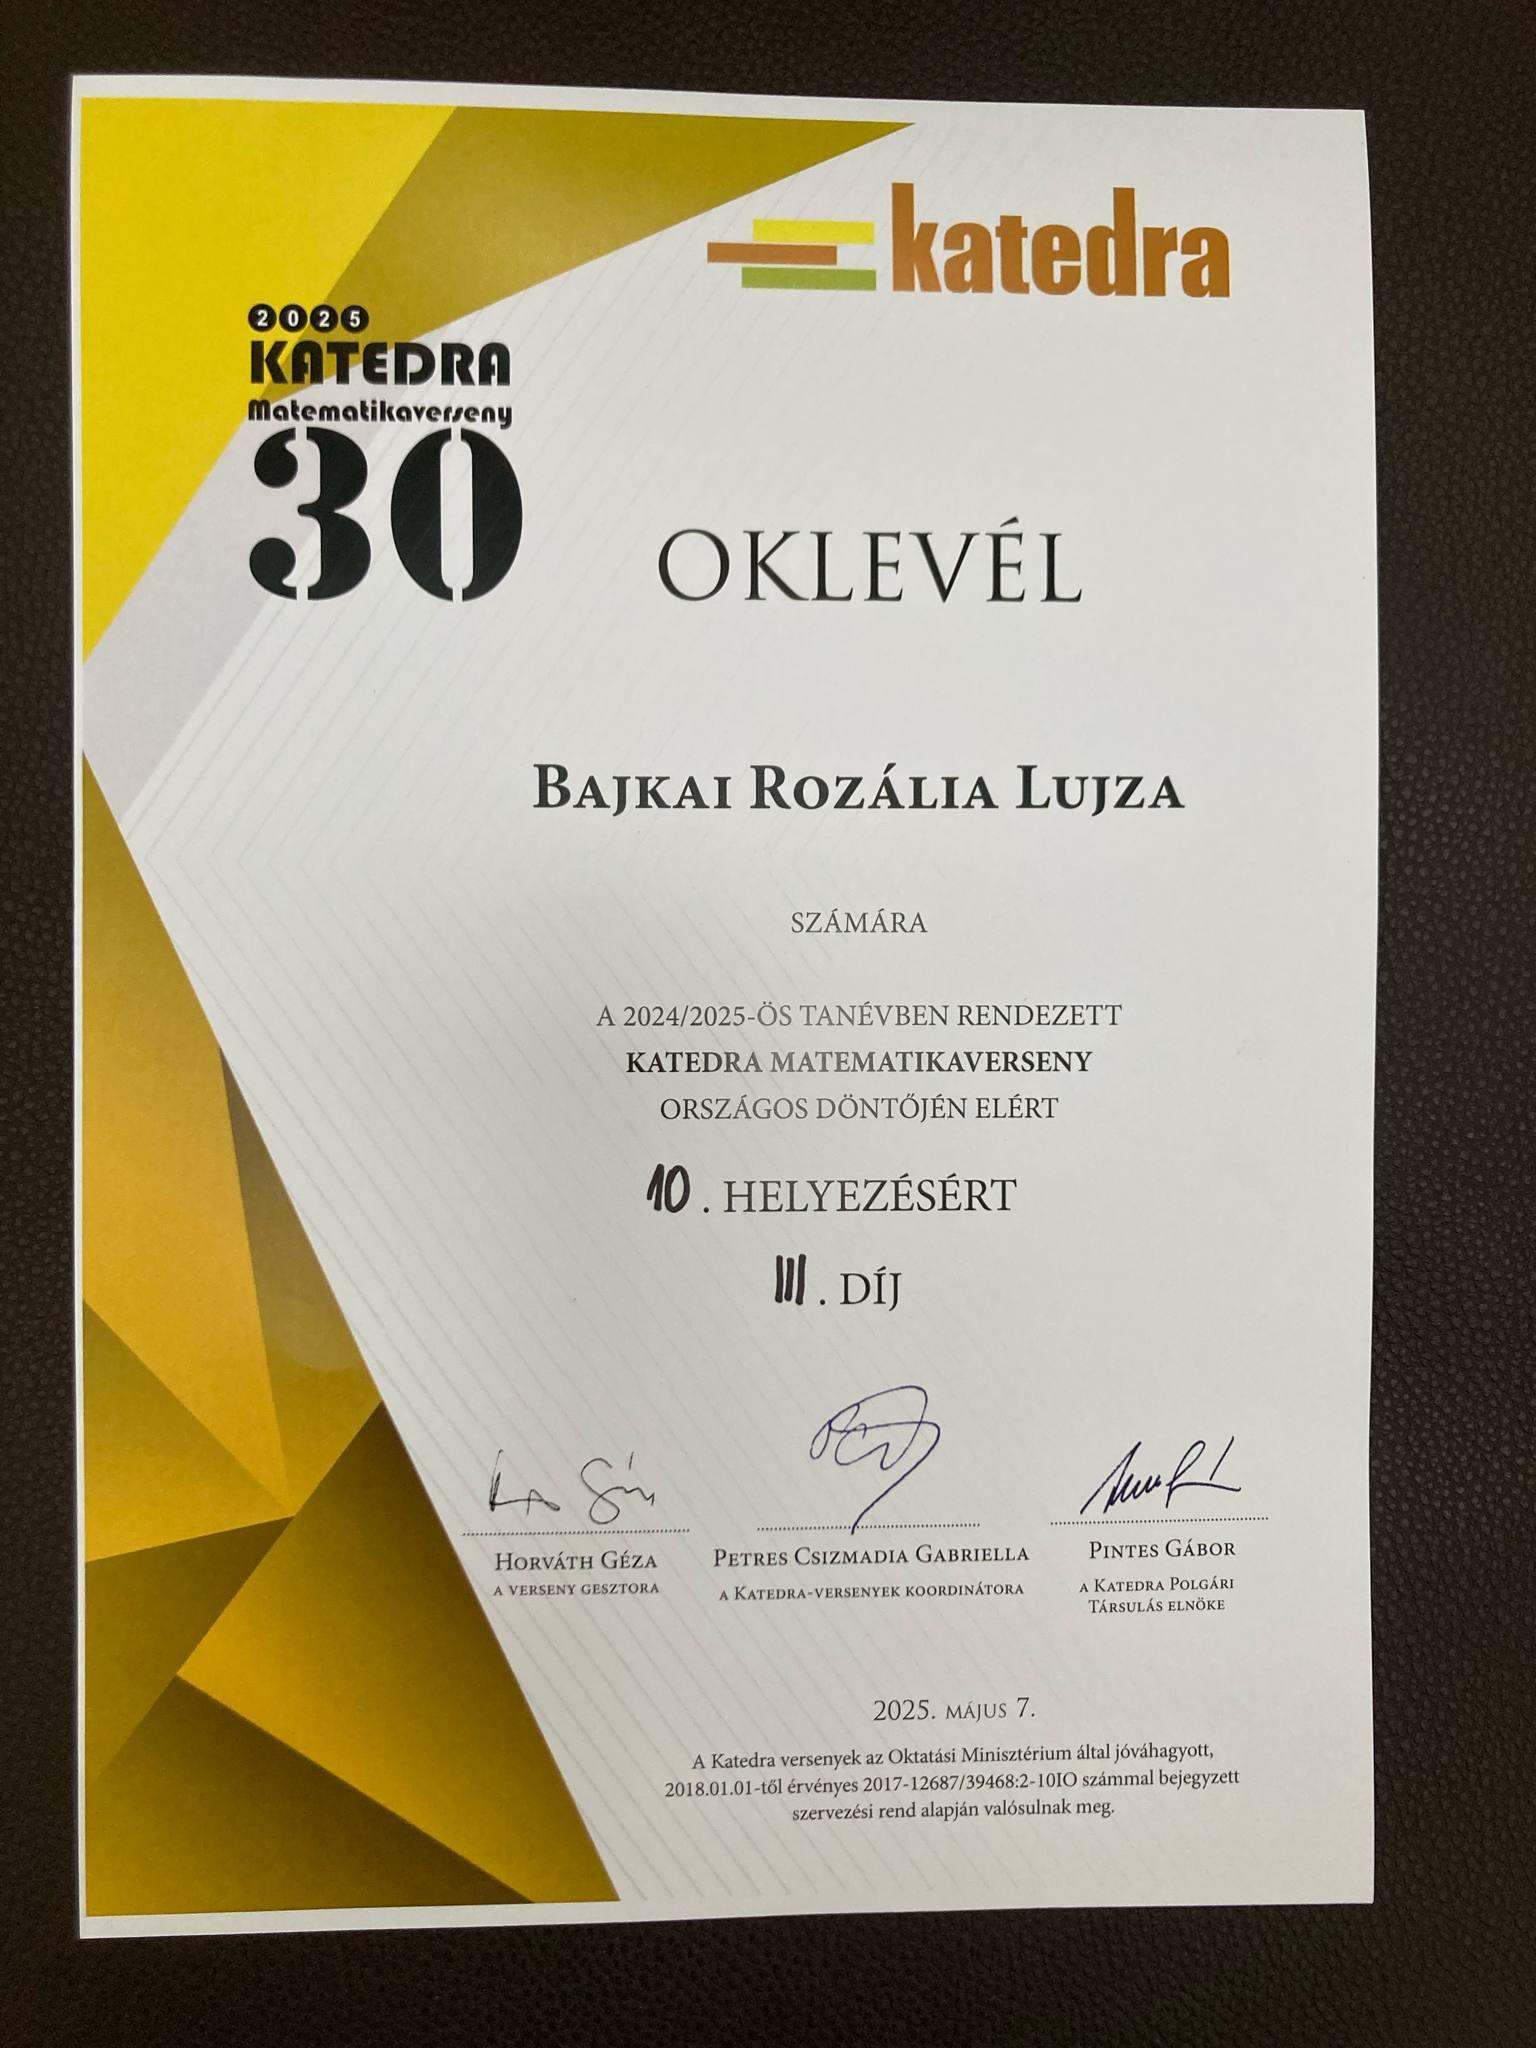 katedra
2025
KATEDRA
Matematikaverseny
30
OKLEVÉL
BAJKAI ROZÁLIA LUJZA
SZÁMÁRA
A 2024/2025-ÖS TANÉVBEN RENDEZETT
KATEDRA MATEMATIKAVERSENY
ORSZÁGOS DÖNTŐJÉN ELÉRT
10. HELYEZÉSÉRT
III. DÍJ
HORVÁTH GÉZA
A VERSENY GESZTORA
PETRES CSIZMADIA GABRIELLA
A KATEDRA-VERSENYEK KOORDINÁTORA
PINTES GÁBOR
A KATEDRA POLGÁRI
TÁRSULÁS ELNÖKE
2025. MÁJUS 7.
A Katedra versenyek az Oktatási Minisztérium által jóváhagyott,
2018.01.01-től érvényes 2017-12687/39468:2-10IO számmal bejegyzett
szervezési rend alapján valósulnak meg.